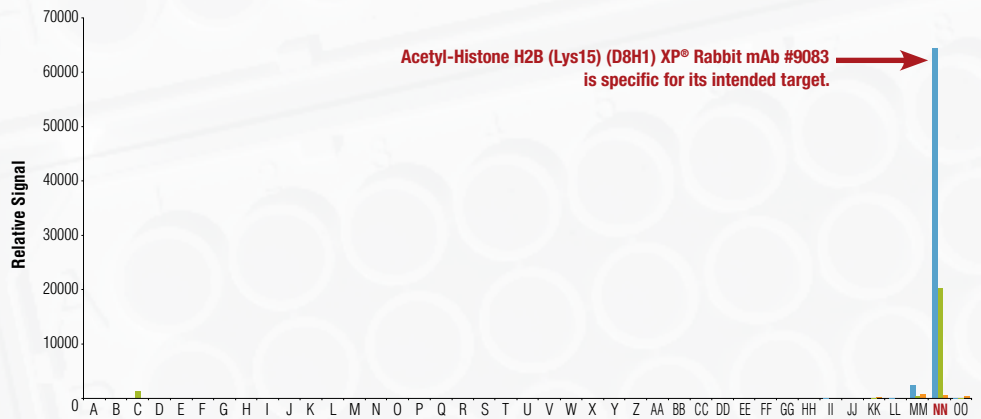 70000
Acetyl-Histone H2B (Lys15) (D8H1) XP® Rabbit mAb #9083
is specific for its intended target.
60000
50000
40000
Relative Signal
30000
20000
10000
0
A B C D E F G H I J K L M N O P Q R S T U V W X Y Z AA BB CC DD EE FF GG HH II JJ KK LL MM NN OO